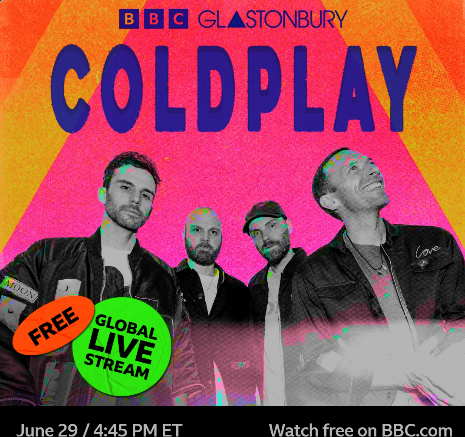 BBC GLASTONBURY
COLDPLAY
Love
MOON
FREE
GLOBAL
LIVE
STREAM
June 29 / 4:45 PM ET
Watch free on BBC.com